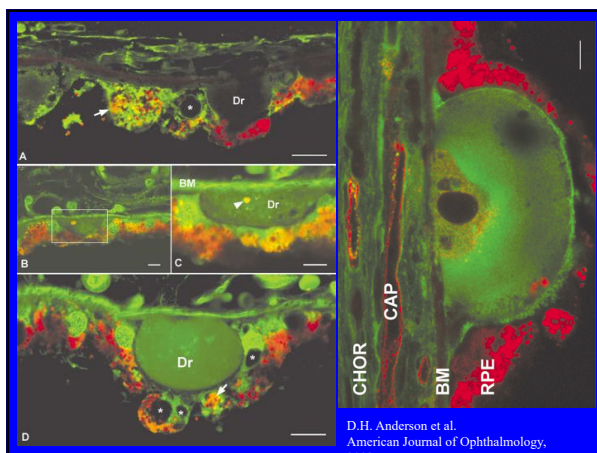 Dr
*
A
BM
Dr
B
C
Dr
*
*
*
D
CHOR
CAP
BM
RPE
D.H. Anderson et al.
American Journal of Ophthalmology,